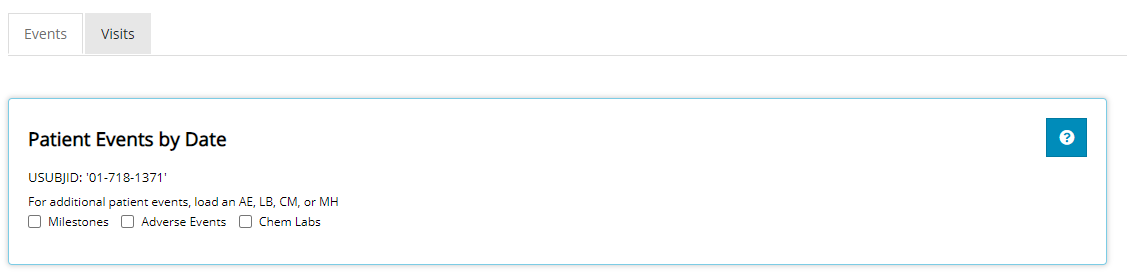 Events Visits
Patient Events by Date
?
USUBJID: '01-718-1371'
For additional patient events, load an AE, LB, CM, or MH
Milestones Adverse Events Chem Labs